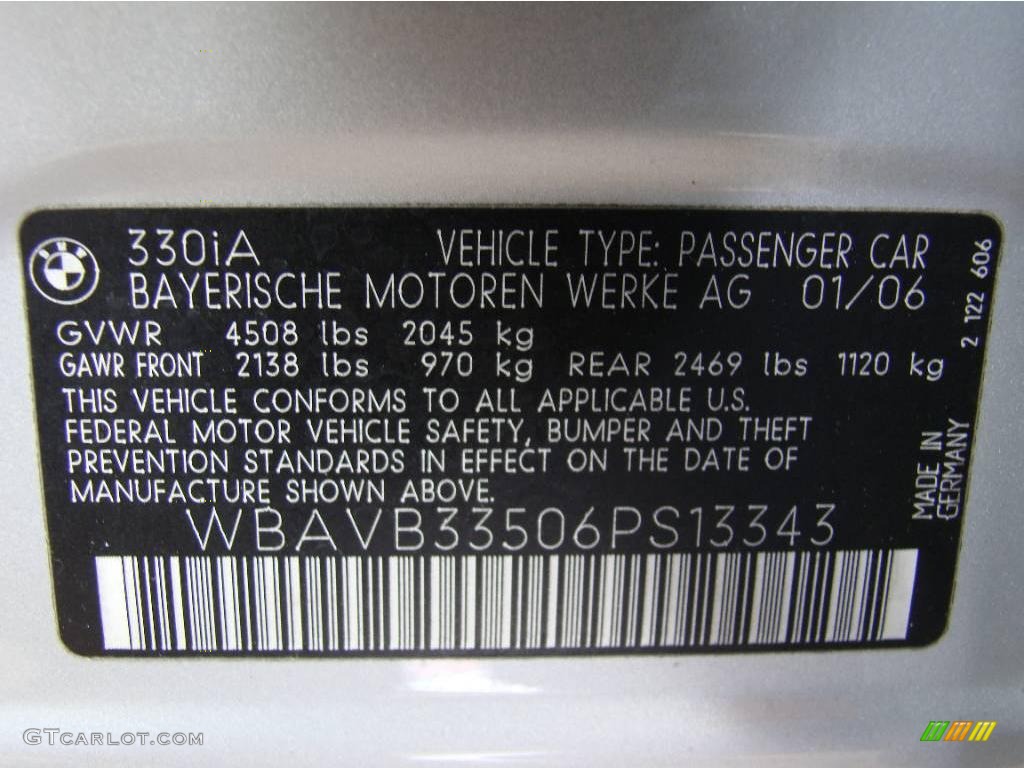 BMW
330iA VEHICLE TYPE: PASSENGER CAR
BAYERISCHE MOTOREN WERKE AG 01/06
GVWR 4508 lbs 2045 kg
GAWR FRONT 2138 lbs 970 kg REAR 2469 lbs 1120 kg
THIS VEHICLE CONFORMS TO ALL APPLICABLE U.S.
FEDERAL MOTOR VEHICLE SAFETY, BUMPER AND THEFT
PREVENTION STANDARDS IN EFFECT ON THE DATE OF
MANUFACTURE SHOWN ABOVE.
WBAVB33506PS13343
2 122 606
MADE IN
GERMANY
GTCARLOT.COM